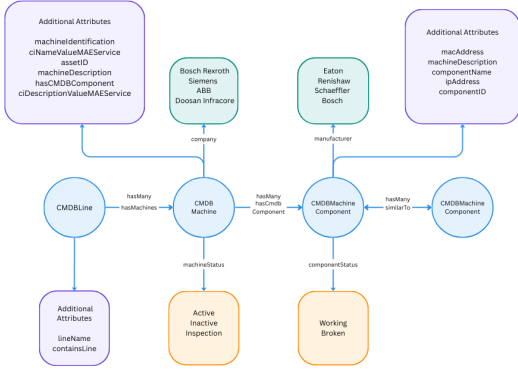 Additional Attributes
machineIdentification
ciNameValueMAEService
assetID
machineDescription
hasCMDBComponent
ciDescriptionValueMAEService
Bosch Rexroth
Siemens
ABB
Doosan Infracore
Eaton
Renishaw
Schaeffler
Bosch
Additional Attributes
macAddress
machineDescription
componentName
ipAddress
componentID
company
manufacturer
CMDBLine
hasMany
hasMachines
CMDB
Machine
hasMany
hasCmdb
Component
CMDBMachine
Component
hasMany
similarTo
CMDBMachine
Component
machineStatus
componentStatus
Additional
Attributes
lineName
containsLine
Active
Inactive
Inspection
Working
Broken